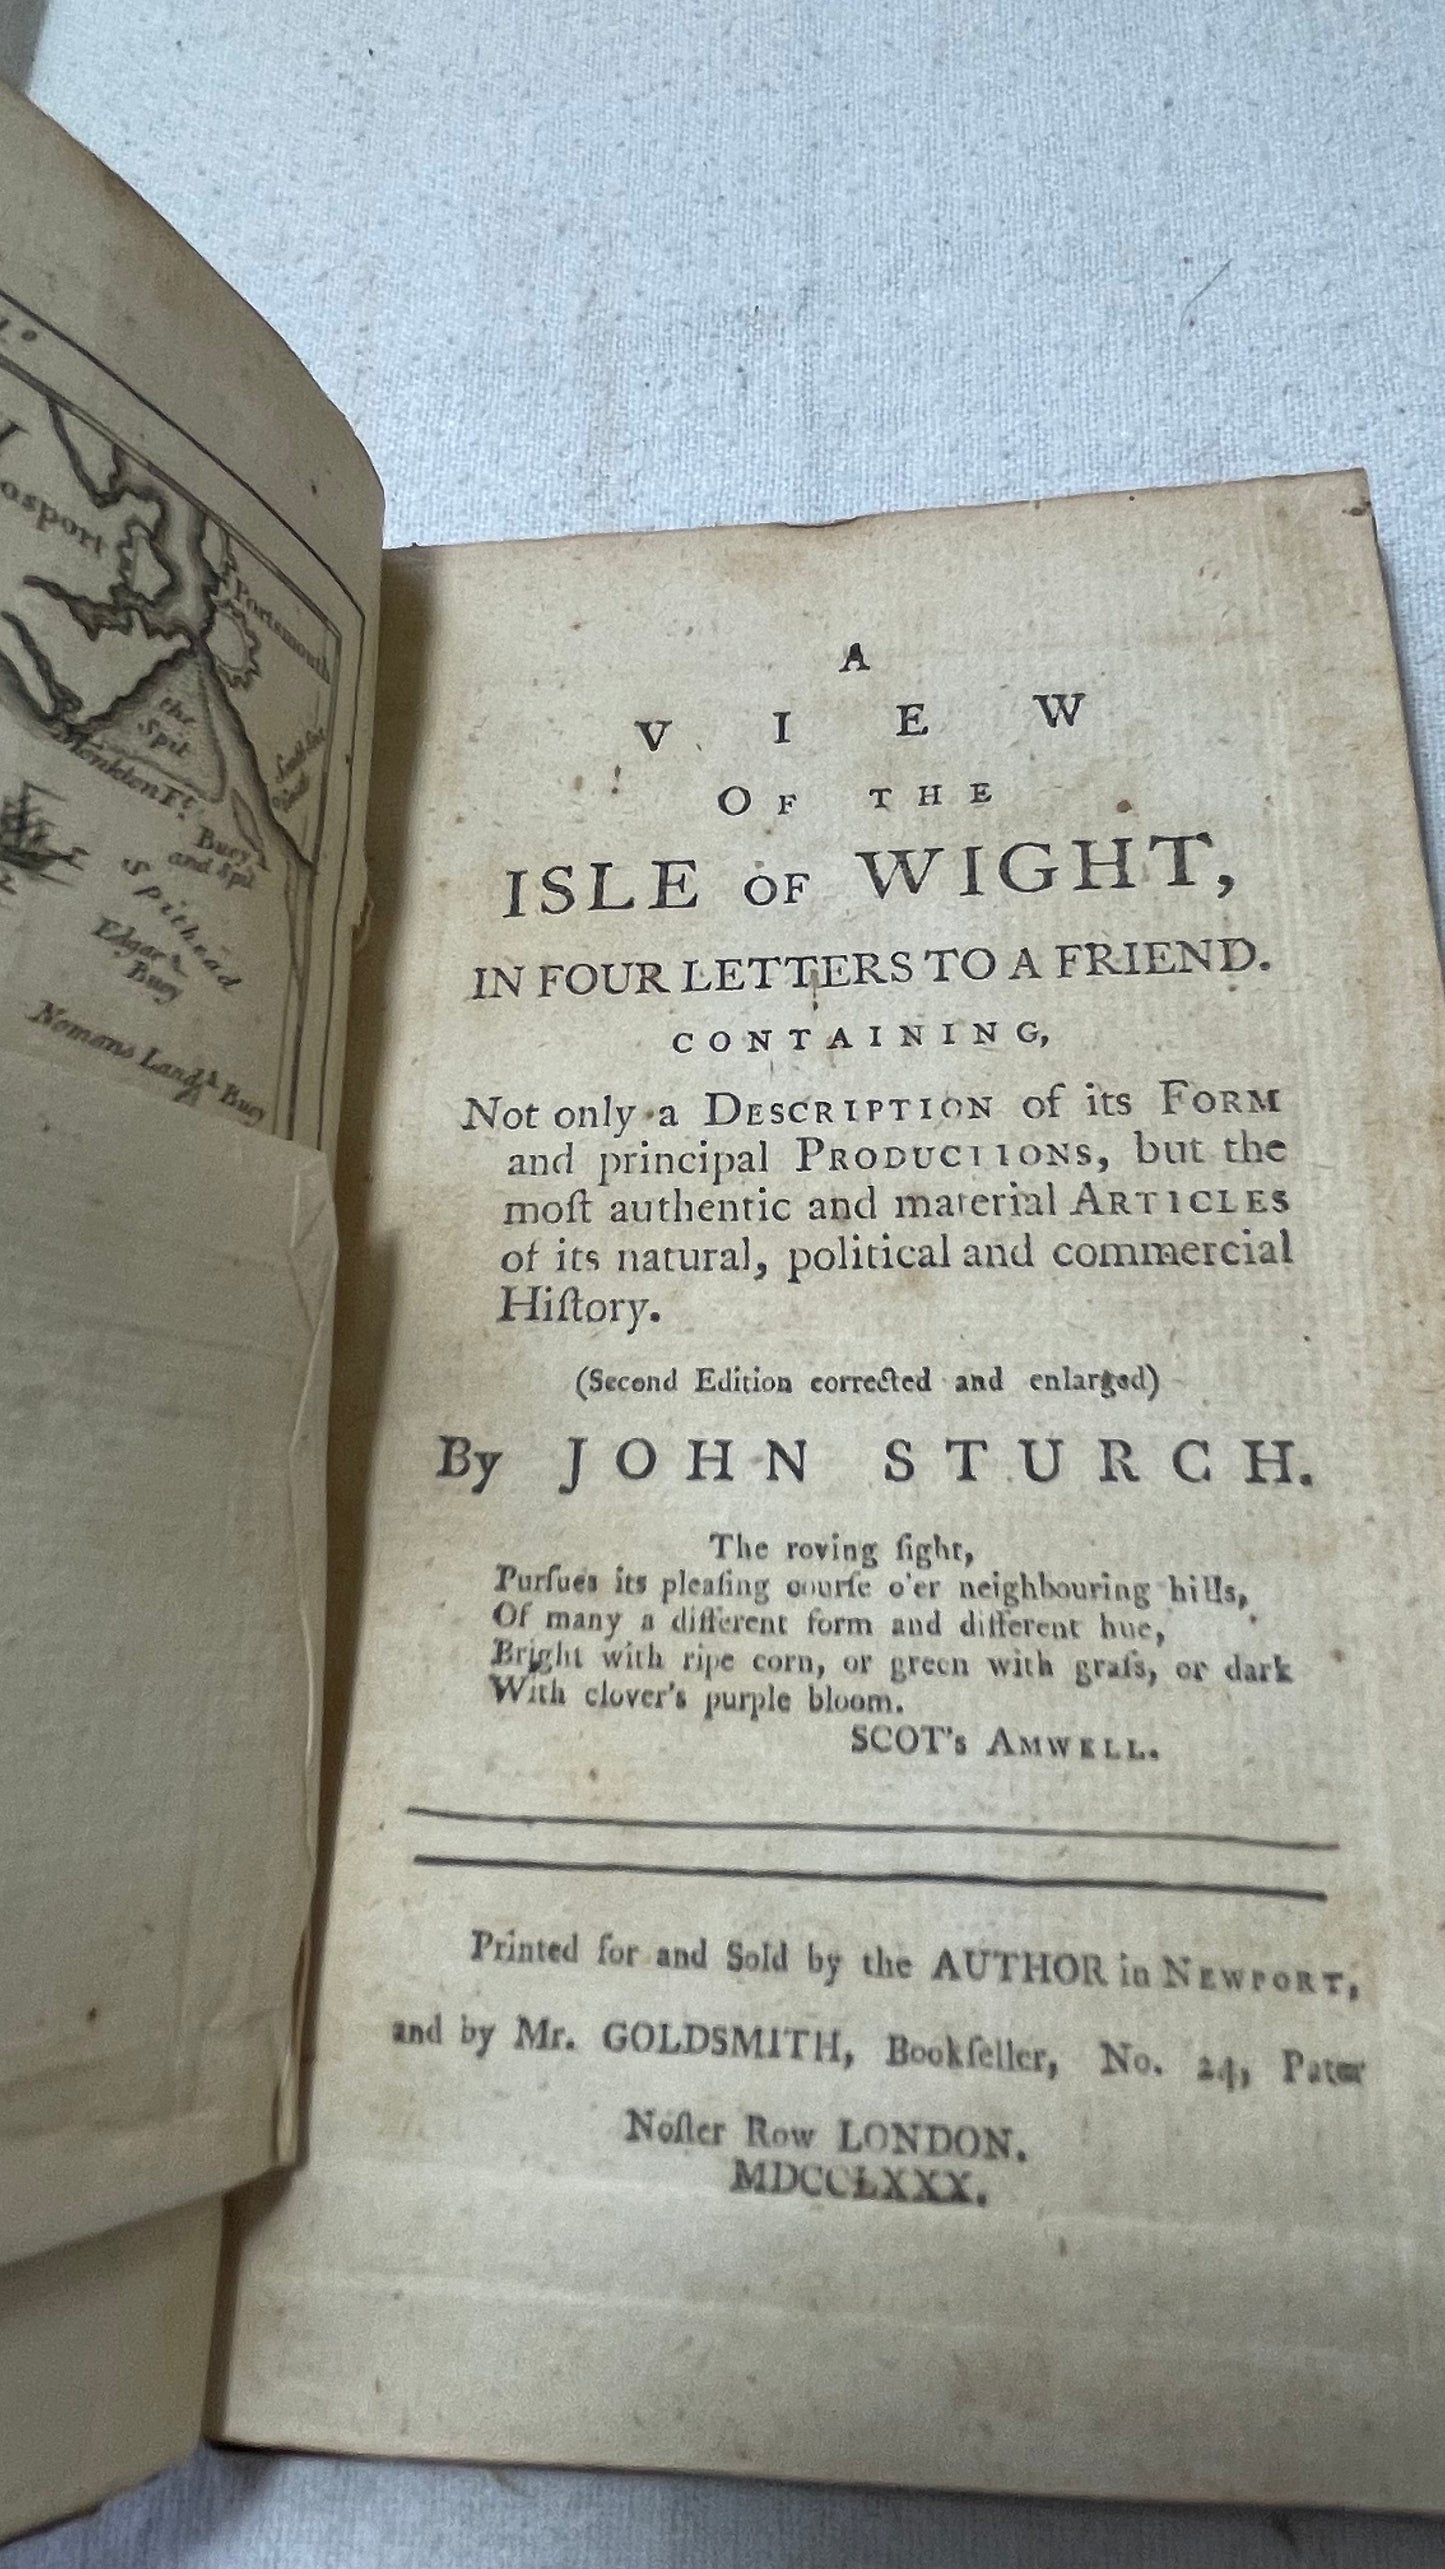 osport
Portsmouth
the
Spit
Monkton Ft.
Buoy
and Spit
Spithead
Edgar
Buoy
Nomans Land Buoy
A
VIEW
OF THE
ISLE OF WIGHT,
IN FOUR LETTERS TO A FRIEND.
CONTAINING,
Not only a DESCRIPTION of its FORM
and principal PRODUCTIONS, but the
moſt authentic and material ARTICLES
of its natural, political and commercial
Hiſtory.
(Second Edition corrected and enlarged)
By JOHN STURCH.
The roving ſight,
Purſues its pleaſing courſe o'er neighbouring hills,
Of many a different form and different hue,
Bright with ripe corn, or green with graſs, or dark
With clover's purple bloom.
SCOT's AMWELL.
Printed for and Sold by the AUTHOR in NEWPORT,
and by Mr. GOLDSMITH, Bookſeller, No. 24, Pater
Noſter Row LONDON.
MDCCLXXX.